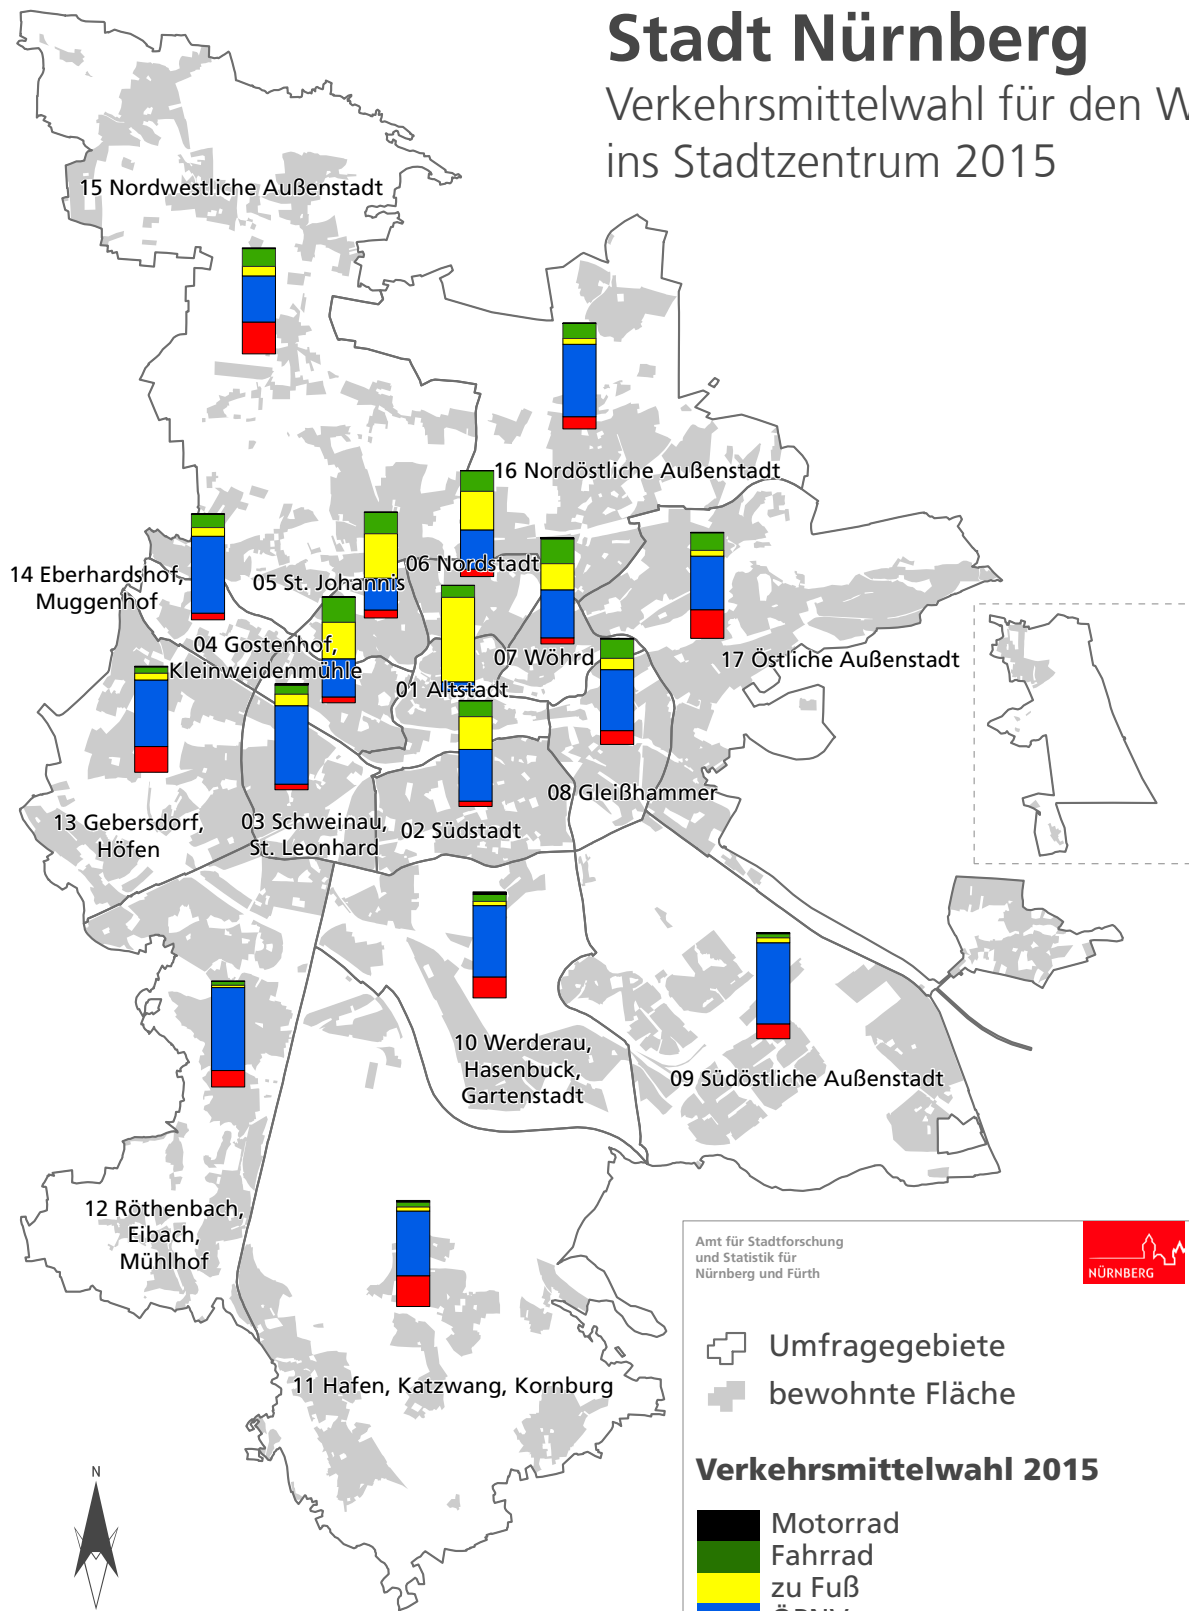 Stadt Nürnberg
Verkehrsmittelwahl für den
ins Stadtzentrum 2015
15 Nordwestliche Außenstadt
16 Nordöstliche Außenstadt
06 Nordstadt
14 Eberhardshof,
Muggenhof
05 St. Johannis
04 Gostenhof,
Kleinweidenmühle
07 Wöhrd
17 Östliche Außenstadt
01 Altstadt
08 Gleißhammer
13 Gebersdorf,
Höfen
03 Schweinau,
St. Leonhard
02 Südstadt
10 Werderau,
Hasenbuck,
Gartenstadt
09 Südöstliche Außenstadt
12 Röthenbach,
Eibach,
Mühlhof
11 Hafen, Katzwang, Kornburg
N
Amt für Stadtforschung
und Statistik für
Nürnberg und Fürth
NÜRNBERG
Umfragegebiete
bewohnte Fläche
Verkehrsmittelwahl 2015
Motorrad
Fahrrad
zu Fuß